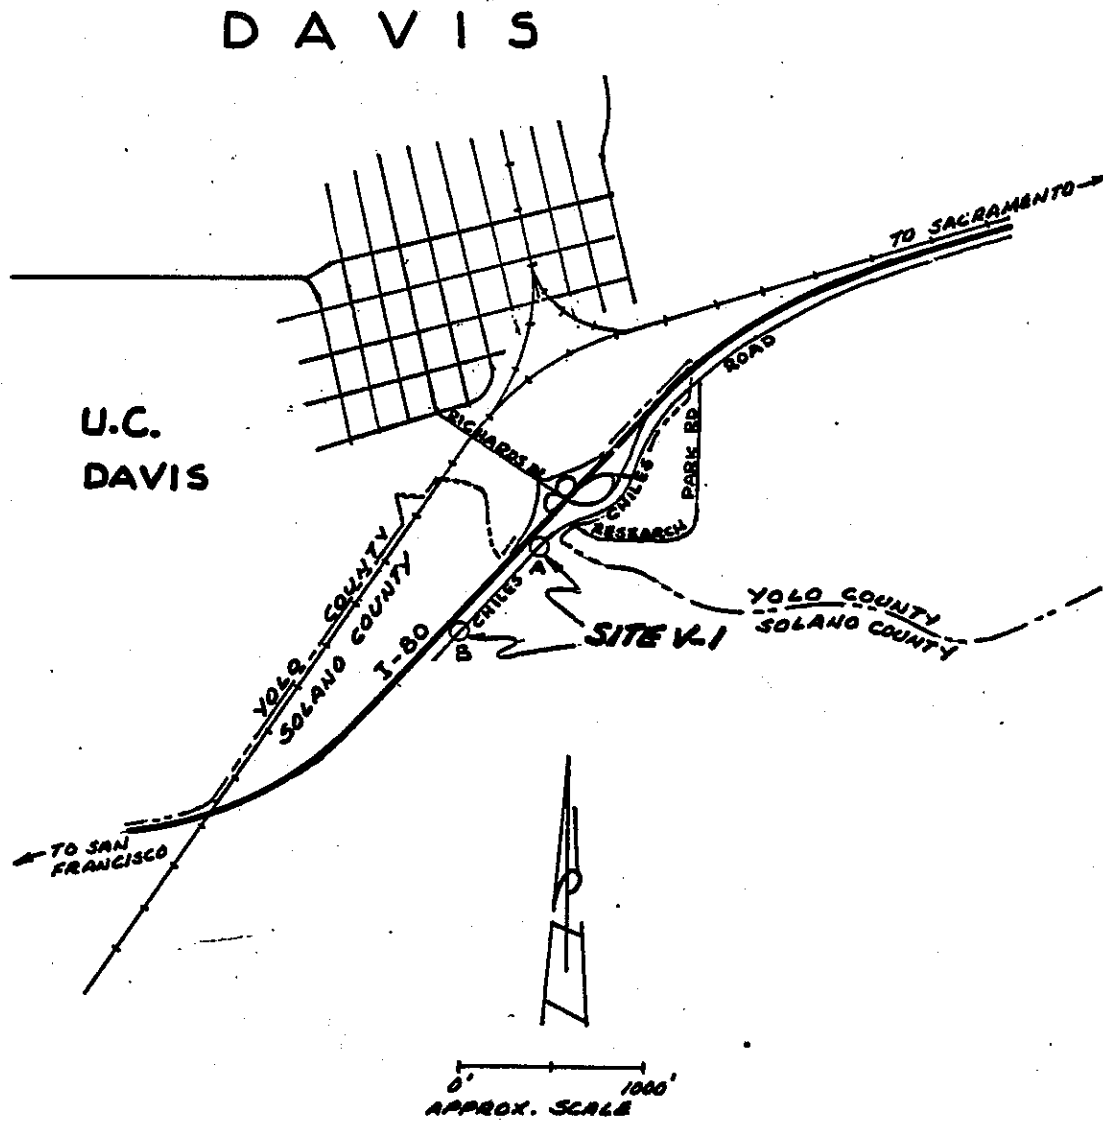 DAVIS
TO SACRAMENTO
ROAD
U.C.
DAVIS
RICHARDS BL
CHILES
PARK RD
RESEARCH
YOLO COUNTY
SOLANO COUNTY
A
CHILES
SITE V-1
B
I-80
YOLO COUNTY
SOLANO COUNTY
TO SAN
FRANCISCO
0' 1000'
APPROX. SCALE